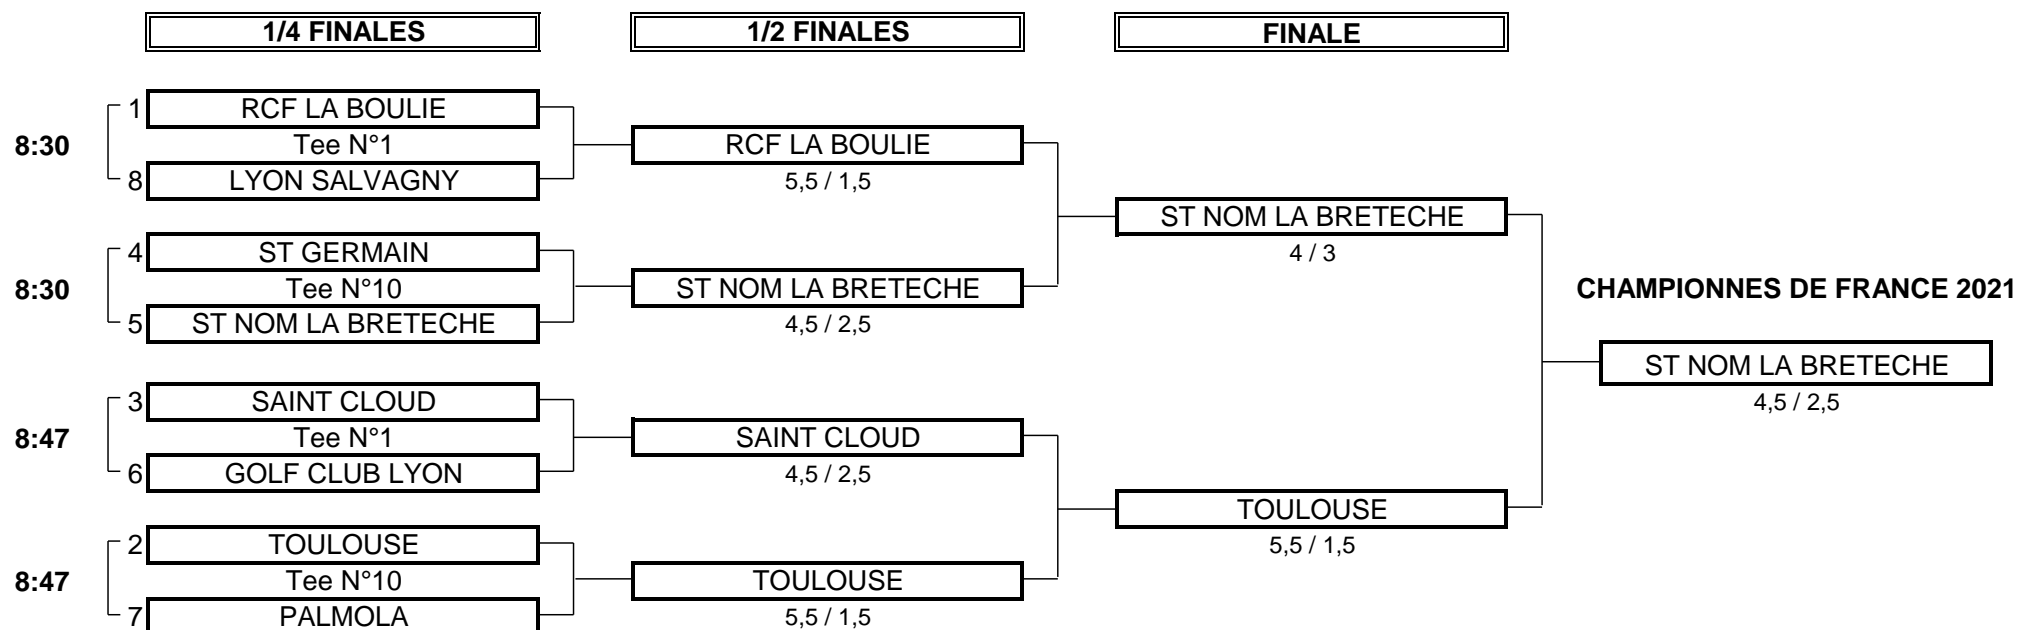 1/4 FINALES
1/2 FINALES
FINALE
8:30
1
RCF LA BOULIE
Tee N°1
8
LYON SALVAGNY
RCF LA BOULIE
5,5 / 1,5
8:30
4
ST GERMAIN
Tee N°10
5
ST NOM LA BRETECHE
ST NOM LA BRETECHE
4,5 / 2,5
ST NOM LA BRETECHE
4 / 3
8:47
3
SAINT CLOUD
Tee N°1
6
GOLF CLUB LYON
SAINT CLOUD
4,5 / 2,5
8:47
2
TOULOUSE
Tee N°10
7
PALMOLA
TOULOUSE
5,5 / 1,5
TOULOUSE
5,5 / 1,5
CHAMPIONNES DE FRANCE 2021
ST NOM LA BRETECHE
4,5 / 2,5